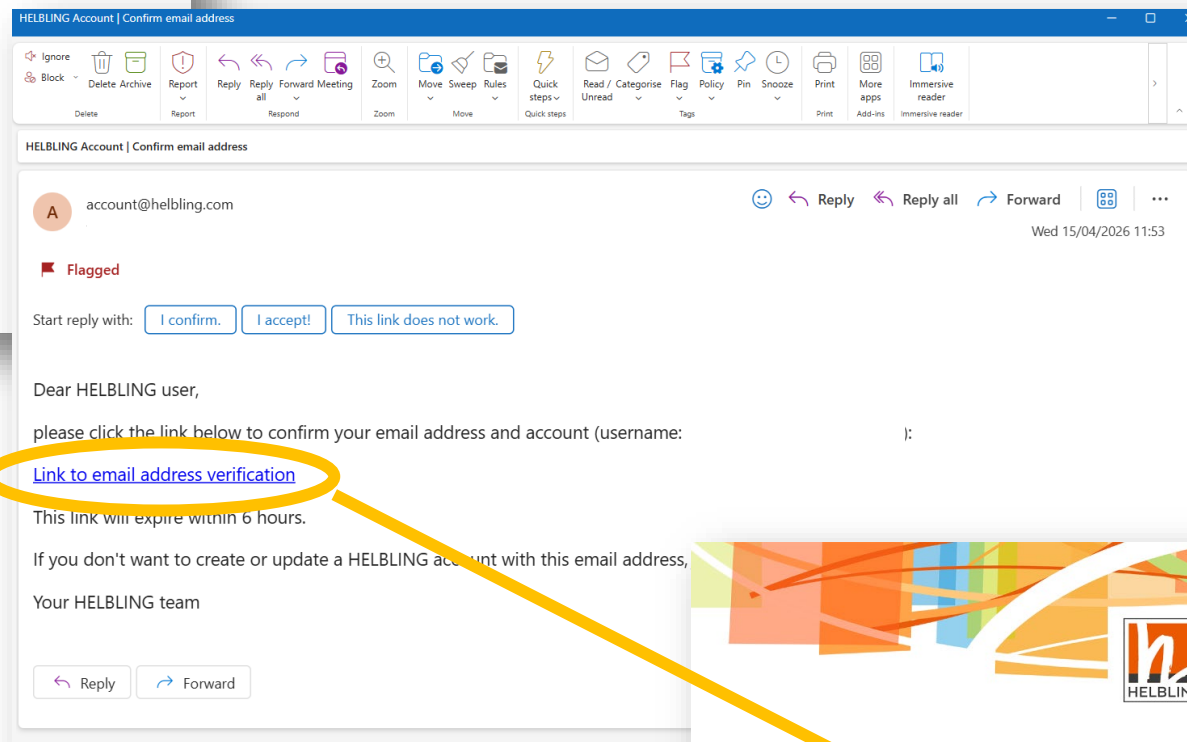 HELBLING Account | Confirm email address
Ignore
Block
Delete Archive
Report
Reply Reply all Forward Meeting
Zoom
Move Sweep Rules
Quick steps
Read / Unread Categorise Flag Policy Pin Snooze
Print
More apps
Immersive reader
Delete Report Respond Zoom Move Quick steps Tags Print Add-ins Immersive reader
HELBLING Account | Confirm email address
A
account@helbling.com
Reply Reply all Forward
Wed 15/04/2026 11:53
Flagged
Start reply with: I confirm. I accept! This link does not work.
Dear HELBLING user,
please click the link below to confirm your email address and account (username: ):
Link to email address verification
This link will expire within 6 hours.
If you don't want to create or update a HELBLING account with this email address,
Your HELBLING team
Reply Forward
HELBLIN